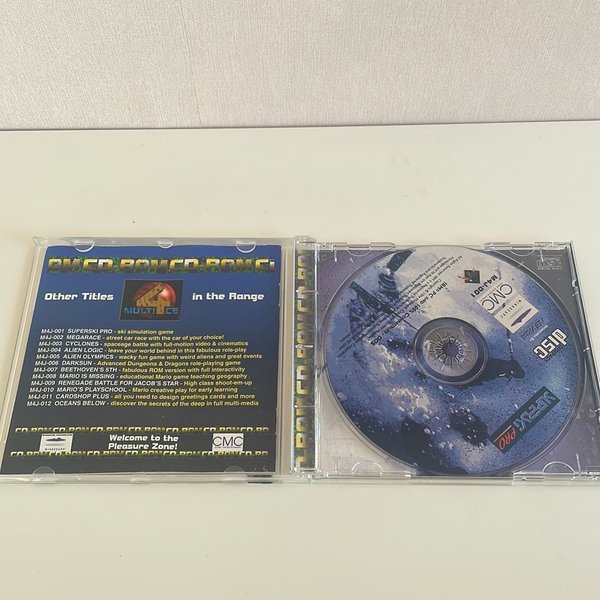 CD-ROM CD-ROM
Other Titles in the Range
MULTI
M4J-001 SUPERSKI PRO - ski simulation game
M4J-002 MEGARACE - street car race with the car of your choice!
M4J-003 CYCLONES - spaceage battle with full-motion video & cinematics
M4J-004 ALIEN LOGIC - leave your world behind in this fabulous role-play
M4J-005 ALIEN OLYMPICS - wacky fun game with weird aliens and great events
M4J-006 DARKSUN - Advanced Dungeons & Dragons role-playing game
M4J-007 BEETHOVEN'S 5TH - fabulous ROM version with full interactivity
M4J-008 MARIO IS MISSING - educational Mario game teaching geography
M4J-009 RENEGADE BATTLE FOR JACOB'S STAR - High class shoot-em-up
M4J-010 MARIO'S PLAYSCHOOL - Mario creative play for early learning
M4J-011 CARDSHOP PLUS - all you need to design greetings cards and more
M4J-012 OCEANS BELOW - discover the secrets of the deep in full multi-media
Welcome to the
Pleasure Zone!
MINDSCAPE
CMC
CD-ROM CD-ROM CD-ROM
M4J-001
CMC
MINDSCAPE
disc
PRO